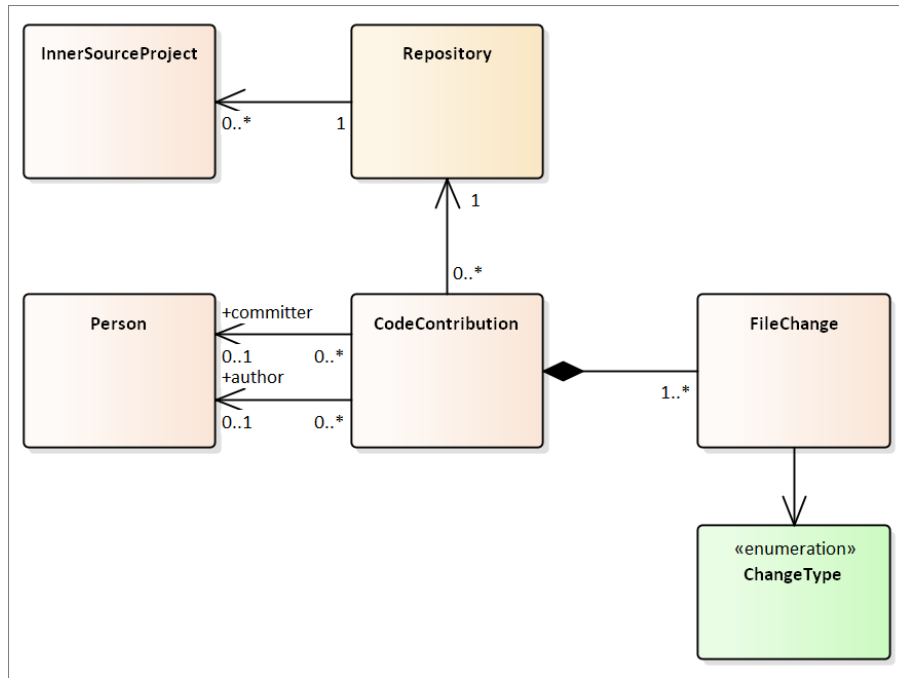 InnerSourceProject
Repository
0..*
1
1
0..*
Person
+committer
CodeContribution
FileChange
0..1
0..*
+author
1..*
0..1
0..*
«enumeration»
ChangeType